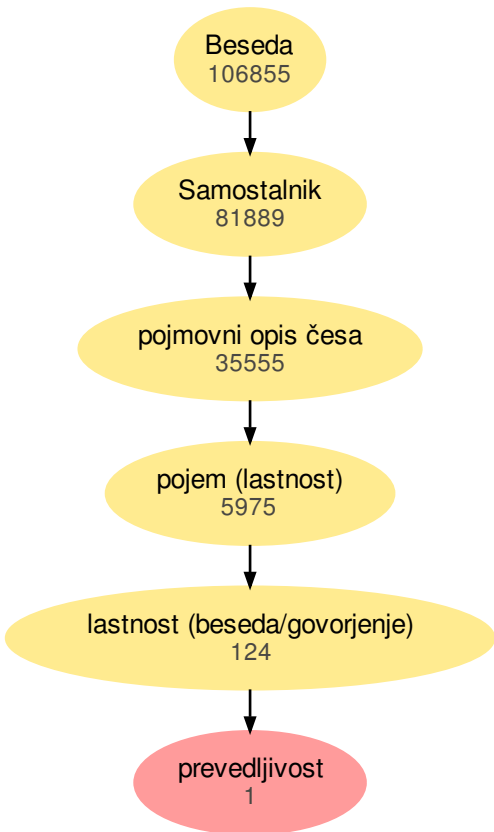 Beseda
106855
Samostalnik
81889
pojmovni opis česa
35555
pojem (lastnost)
5975
lastnost (beseda/govorjenje)
124
prevedljivost
1